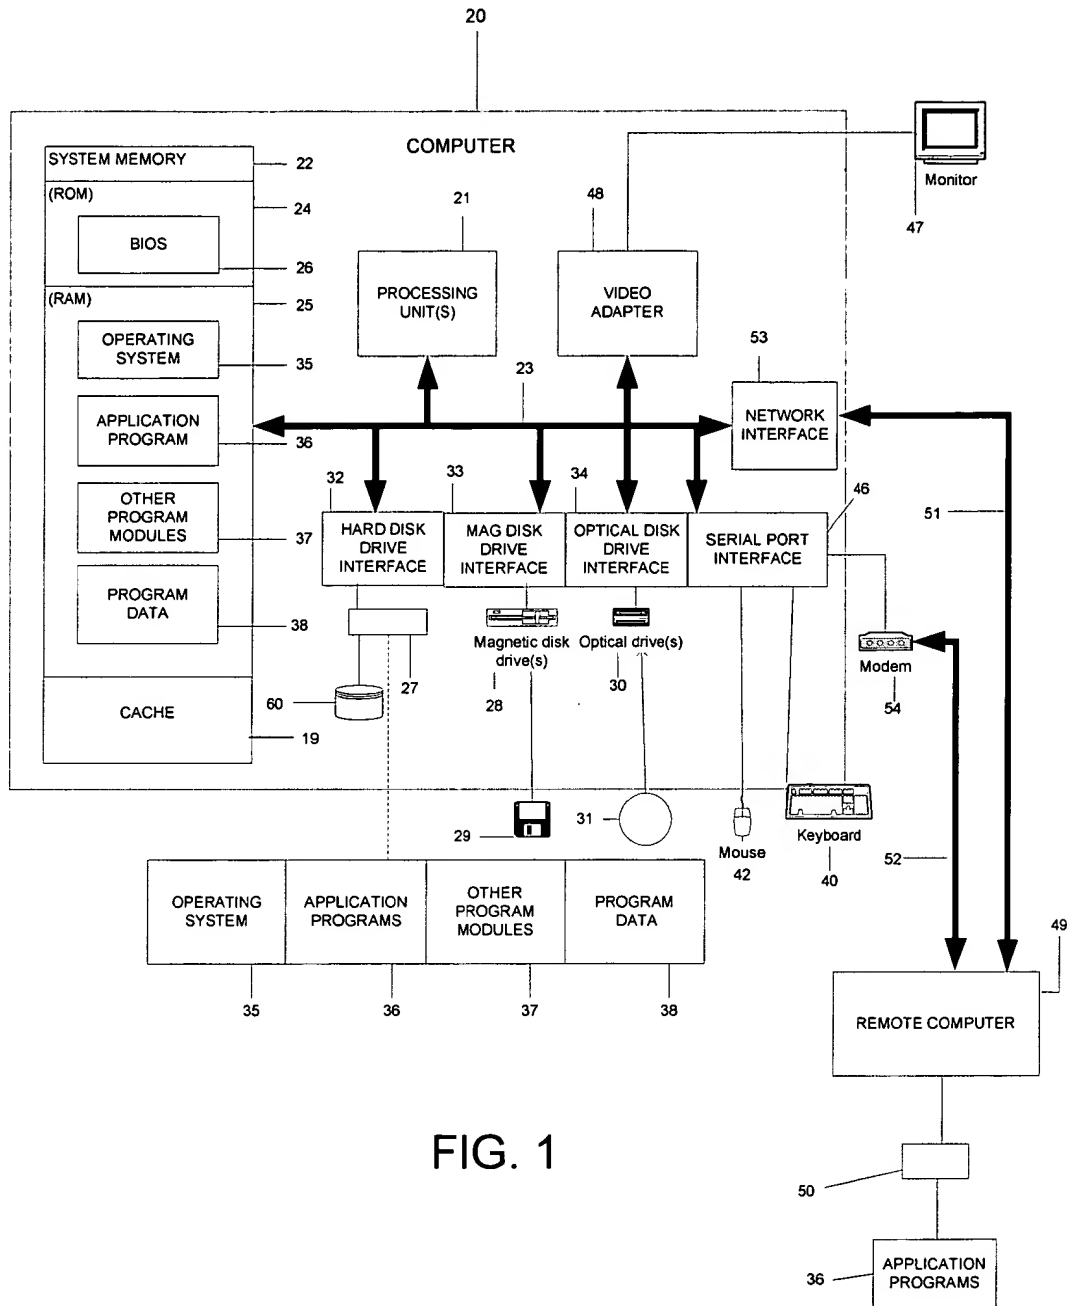 20
COMPUTER
SYSTEM MEMORY
22
(ROM)
24
BIOS
26
(RAM)
25
OPERATING
SYSTEM
35
APPLICATION
PROGRAM
36
OTHER
PROGRAM
MODULES
37
PROGRAM
DATA
38
CACHE
19
21
PROCESSING
UNIT(S)
48
VIDEO
ADAPTER
Monitor
47
23
53
NETWORK
INTERFACE
32
HARD DISK
DRIVE
INTERFACE
33
MAG DISK
DRIVE
INTERFACE
34
OPTICAL DISK
DRIVE
INTERFACE
46
SERIAL PORT
INTERFACE
51
27
60
Magnetic disk
drive(s)
28
Optical drive(s)
30
Modem
54
29
31
Mouse
42
Keyboard
40
52
OPERATING
SYSTEM
APPLICATION
PROGRAMS
OTHER
PROGRAM
MODULES
PROGRAM
DATA
35
36
37
38
49
REMOTE COMPUTER
50
36
APPLICATION
PROGRAMS
FIG. 1